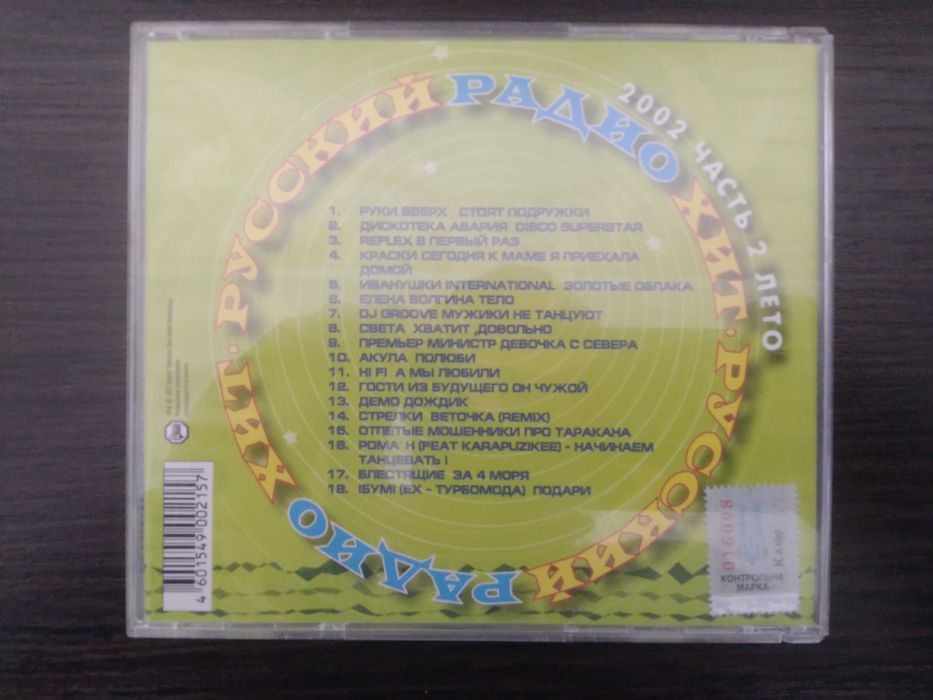 РУССКИЙ РАДИО ХИТ · РУССКИЙ РАДИО ХИТ ·
2002 ЧАСТЬ 2 ЛЕТО
1. РУКИ ВВЕРХ СТОЯТ ПОДРУЖКИ
2. ДИСКОТЕКА АВАРИЯ DISCO SUPERSTAR
3. REFLEX В ПЕРВЫЙ РАЗ
4. КРАСКИ СЕГОДНЯ К МАМЕ Я ПРИЕХАЛА
ДОМОЙ
5. ИВАНУШКИ INTERNATIONAL ЗОЛОТЫЕ ОБЛАКА
6. ЕЛЕНА ВОЛГИНА ТЕЛО
7. DJ GROOVE МУЖИКИ НЕ ТАНЦУЮТ
8. СВЕТА ХВАТИТ ,ДОВОЛЬНО
9. ПРЕМЬЕР МИНИСТР ДЕВОЧКА С СЕВЕРА
10. АКУЛА ПОЛЮБИ
11. HI FI А МЫ ЛЮБИЛИ
12. ГОСТИ ИЗ БУДУЩЕГО ОН ЧУЖОЙ
13. ДЕМО ДОЖДИК
14. СТРЕЛКИ ВЕТОЧКА (REMIX)
15. ОТПЕТЫЕ МОШЕННИКИ ПРО ТАРАКАНА
16. РОМА` Н (FEAT KARAPUZIKEE) - НАЧИНАЕМ
ТАНЦЕВАТЬ !
17. БЛЕСТЯЩИЕ ЗА 4 МОРЯ
18. !БУМ! (EX - ТУРБОМОДА) ПОДАРИ
4 601549 002157
016098
К А190
КОНТРОЛЬНА
МАРКА